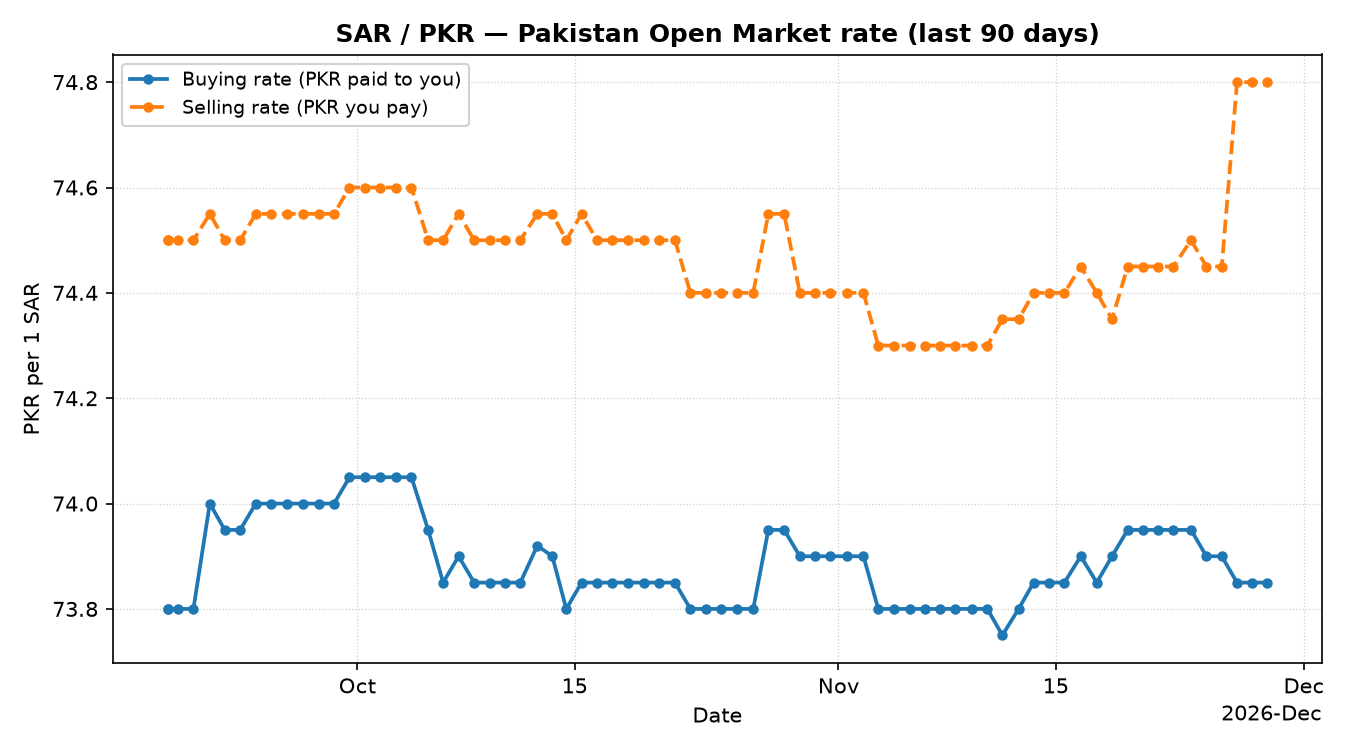 SAR / PKR — Pakistan Open Market rate (last 90 days)
Buying rate (PKR paid to you)
Selling rate (PKR you pay)
PKR per 1 SAR
74.8
74.6
74.4
74.2
74.0
73.8
Oct
15
Nov
15
Dec
2026-Dec
Date